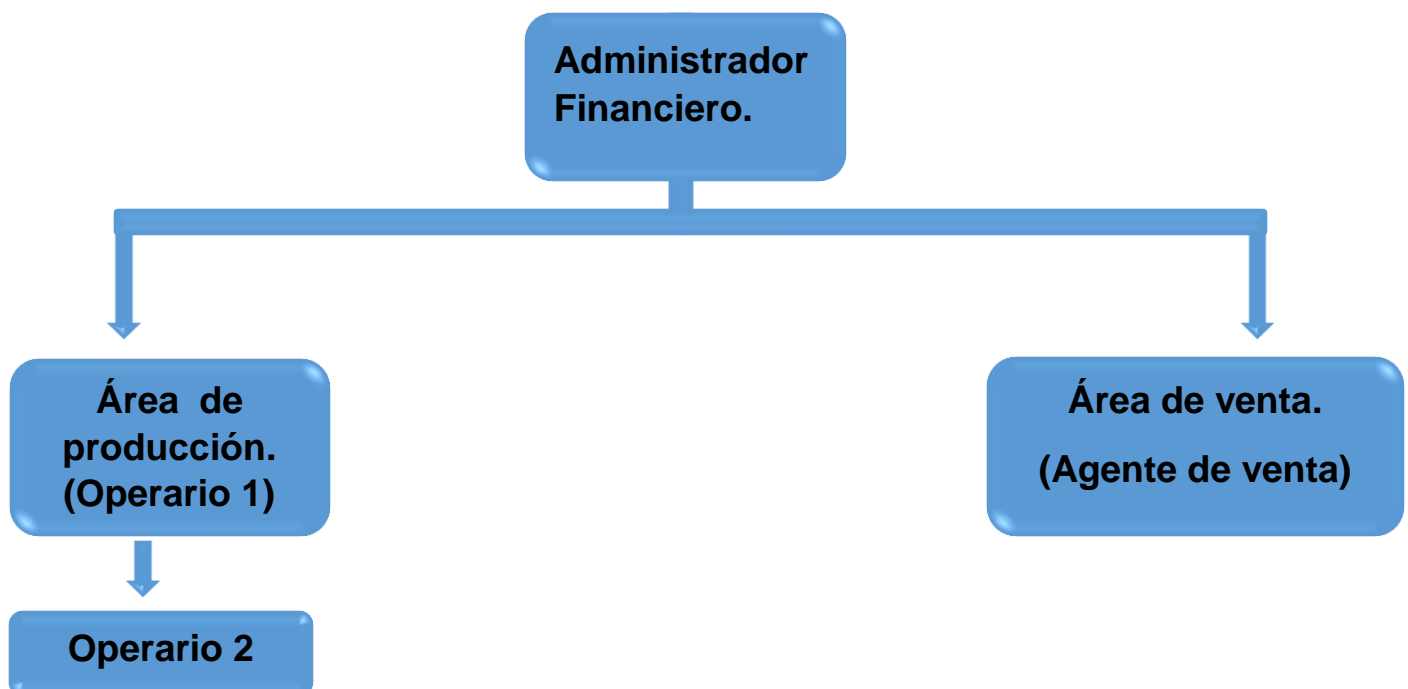 Administrador
Financiero.
Área de
producción.
(Operario 1)
Área de venta.
(Agente de venta)
Operario 2